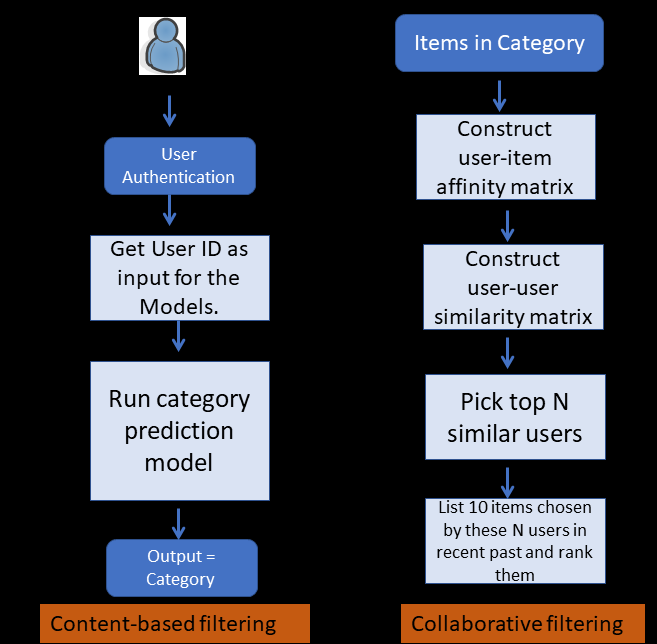 User
Authentication
Get User ID as
input for the
Models.
Run category
prediction
model
Output =
Category
Content-based filtering
Items in Category
Construct
user-item
affinity matrix
Construct
user-user
similarity matrix
Pick top N
similar users
List 10 items chosen
by these N users in
recent past and rank
them
Collaborative filtering